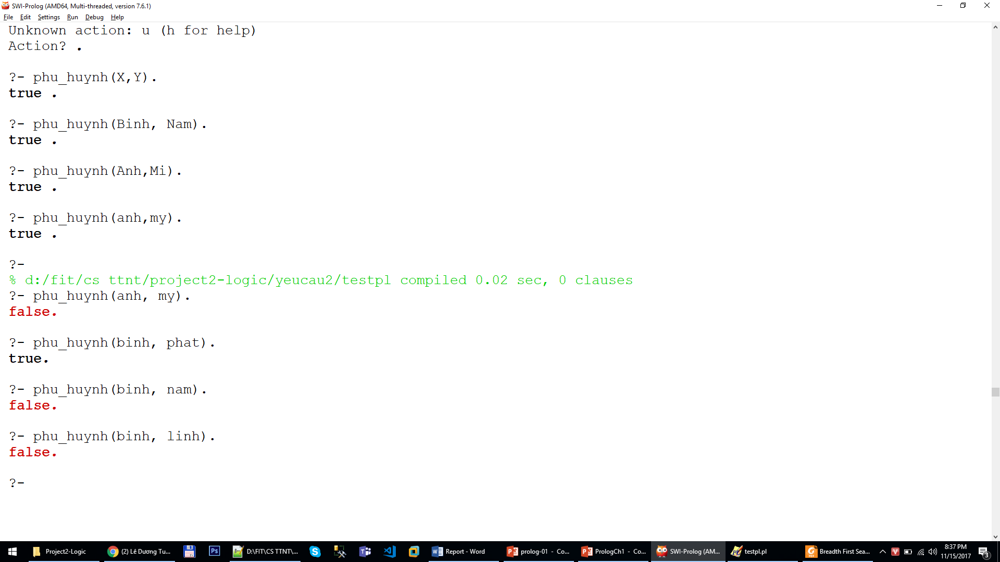 SWI-Prolog (AMD64, Multi-threaded, version 7.6.1)
File Edit Settings Run Debug Help
Unknown action: u (h for help)
Action? .
?- phu_huynh(X,Y).
true .
?- phu_huynh(Binh, Nam).
true .
?- phu_huynh(Anh,Mi).
true .
?- phu_huynh(anh,my).
true .
?-
% d:/fit/cs ttnt/project2-logic/yeucau2/testpl compiled 0.02 sec, 0 clauses
?- phu_huynh(anh, my).
false.
?- phu_huynh(binh, phat).
true.
?- phu_huynh(binh, nam).
false.
?- phu_huynh(binh, linh).
false.
?-
Project2-Logic (2) Lê Dương Tu... Ps D:\FIT\CS TTNT\... Report - Word prolog-01 - Co... PrologCh1 - Co... SWI-Prolog (AM... testpl.pl Breadth First Sea... 8:37 PM
11/15/2017 3